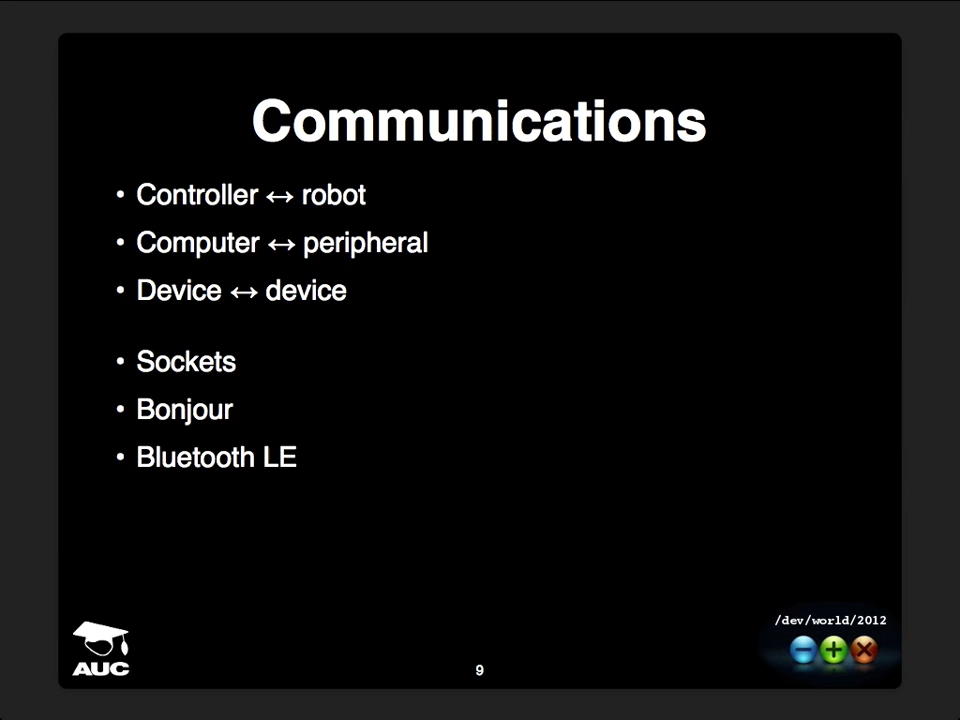 Communications
• Controller ↔ robot
• Computer ↔ peripheral
• Device ↔ device
• Sockets
• Bonjour
• Bluetooth LE
/dev/world/2012
AUC
9